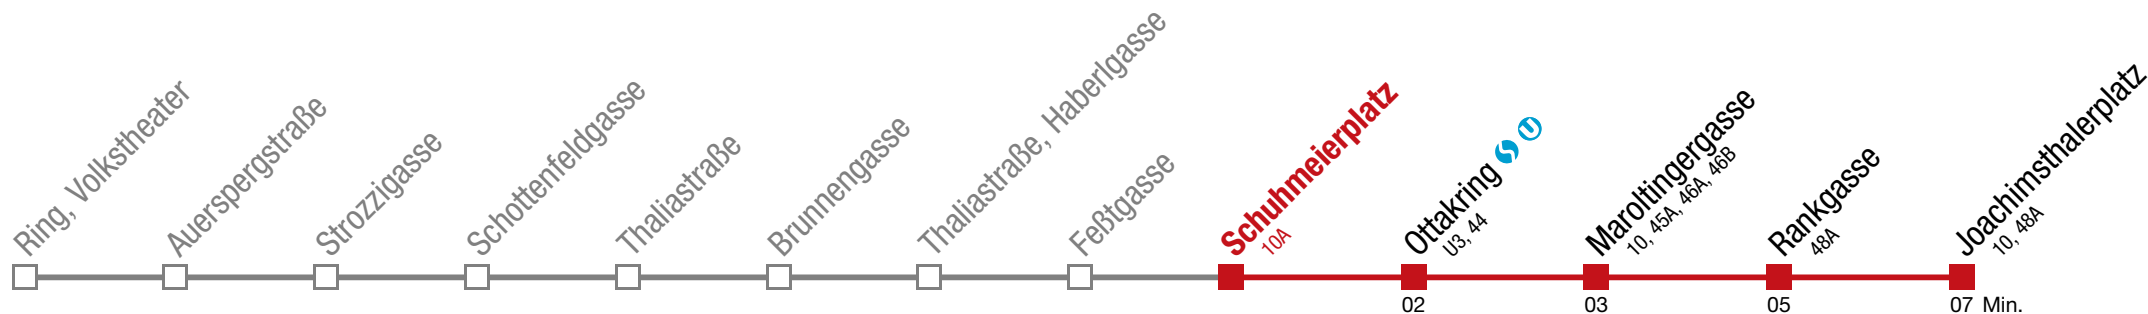 Ring, Volkstheater
Auerspergstraße
Strozzigasse
Schottenfeldgasse
Thaliastraße
Brunnengasse
Thaliastraße, Haberlgasse
Feßtgasse
Schuhmeierplatz
10A
Ottakring S U
U3, 44
Maroltingergasse
10, 45A, 46A, 46B
Rankgasse
48A
Joachimsthalerplatz
10, 48A
02
03
05
07 Min.